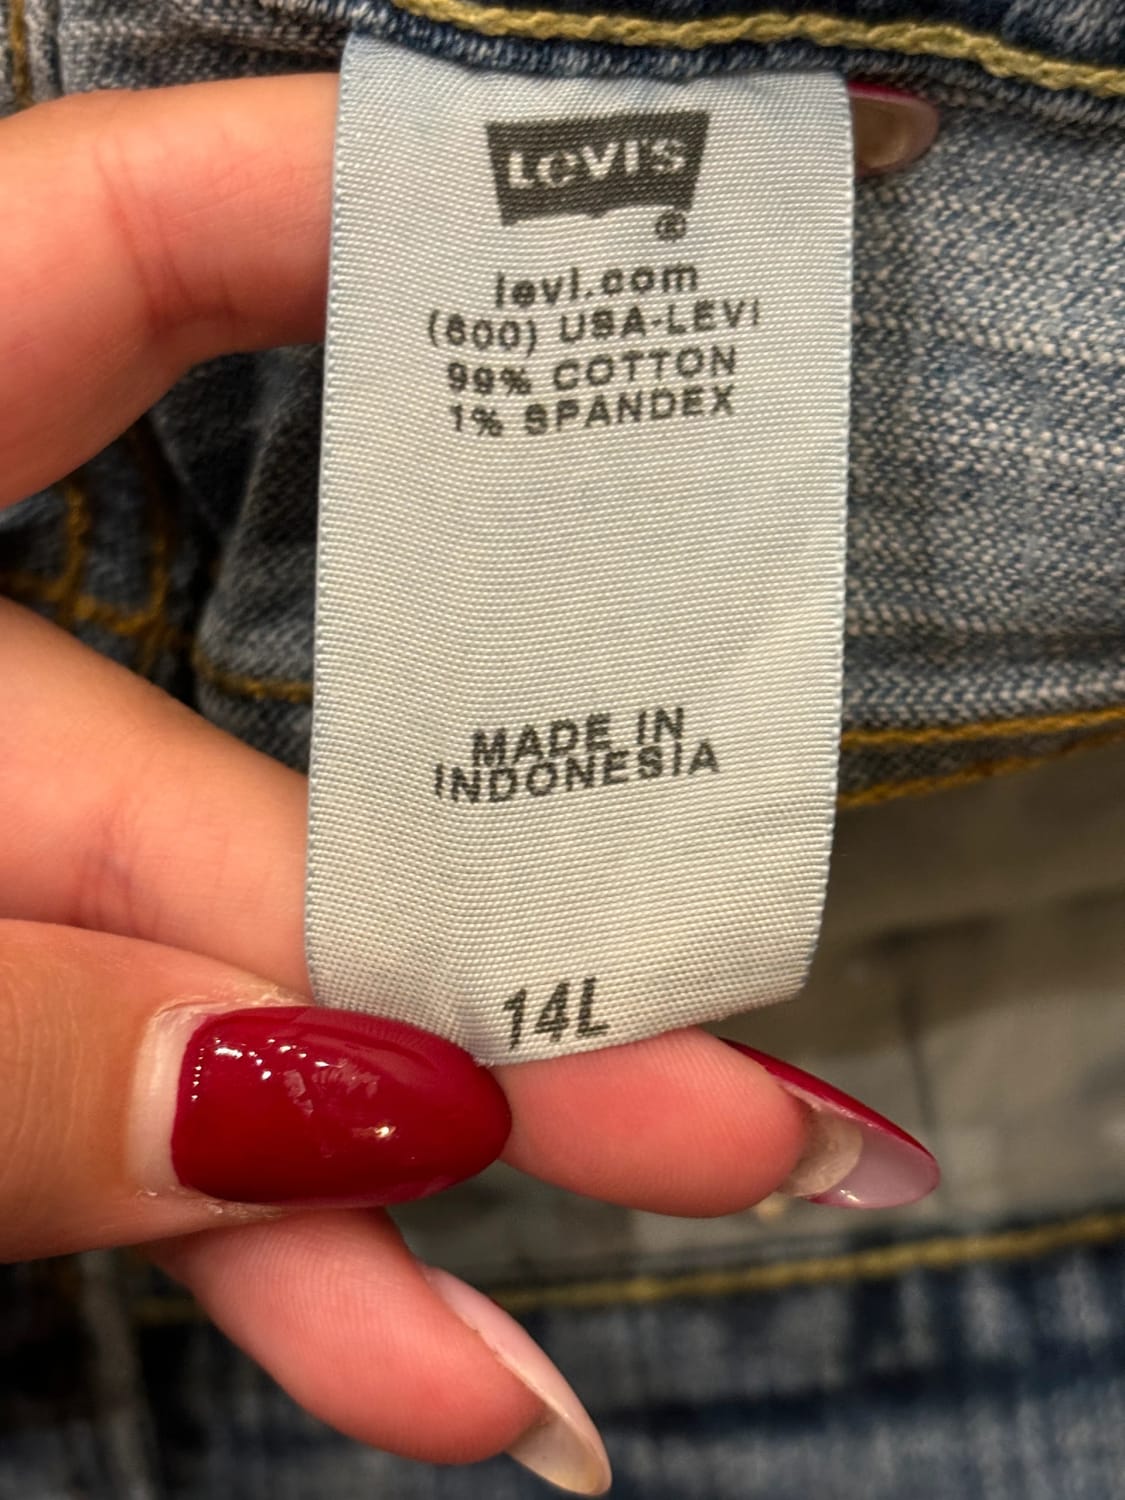 LEVI'S
®
levi.com
(800) USA-LEVI
99% COTTON
1% SPANDEX
MADE IN
INDONESIA
14L